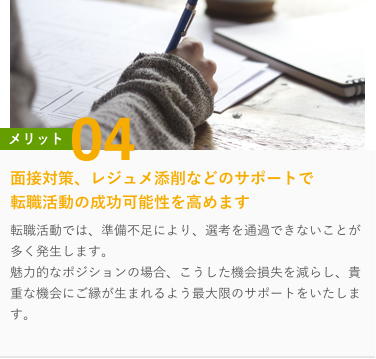 メリット 04
面接対策、レジュメ添削などのサポートで
転職活動の成功可能性を高めます
転職活動では、準備不足により、選考を通過できないことが
多く発生します。
魅力的なポジションの場合、こうした機会損失を減らし、貴
重な機会にご縁が生まれるよう最大限のサポートをいたしま
す。